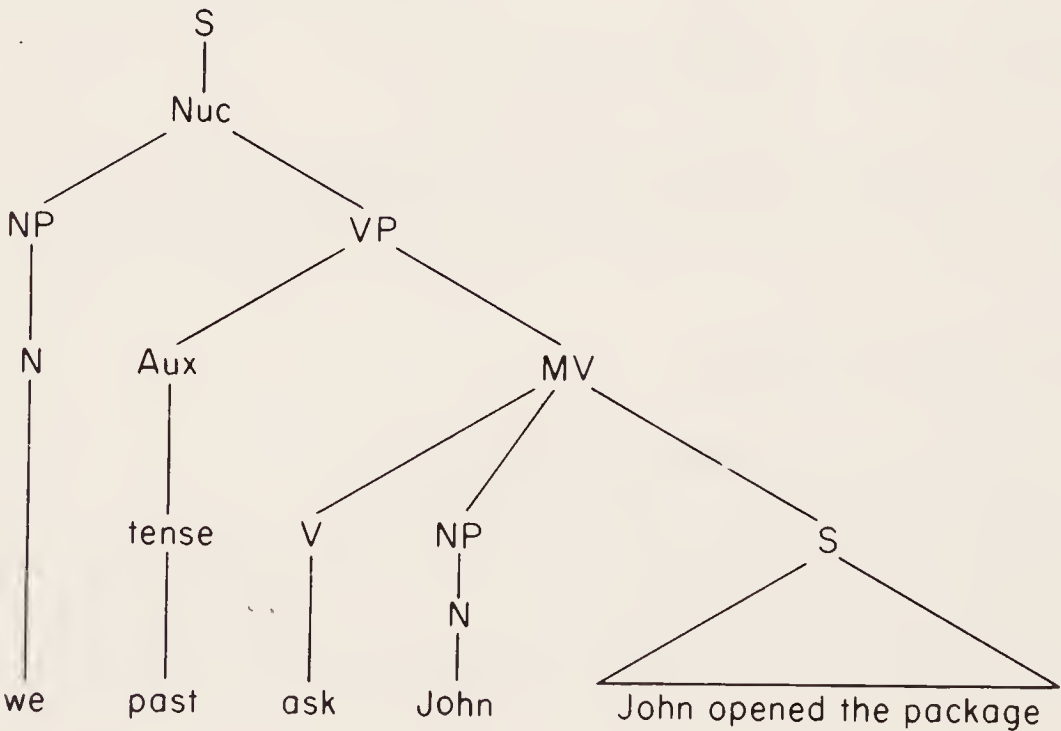 S
Nuc
NP VP
N Aux MV
tense V NP S
N
we past ask John John opened the package